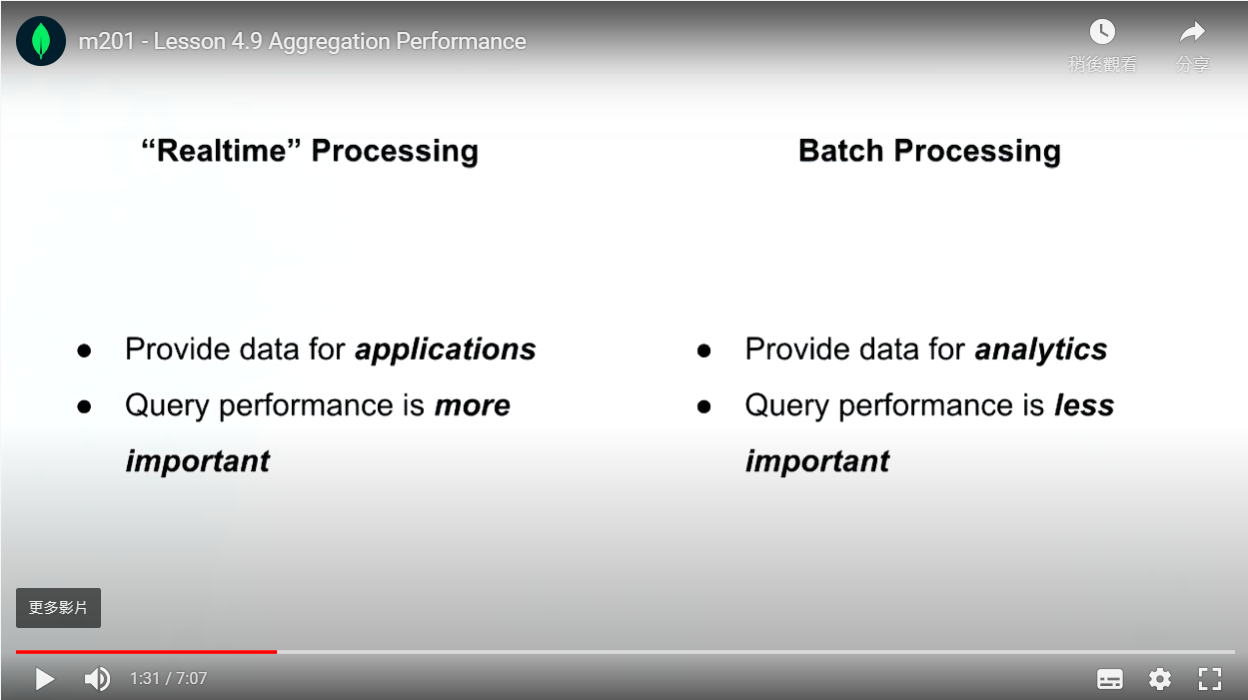 m201 - Lesson 4.9 Aggregation Performance
稍後觀看
分享
“Realtime” Processing
● Provide data for applications
● Query performance is more
important
Batch Processing
● Provide data for analytics
● Query performance is less
important
更多影片
1:31 / 7:07